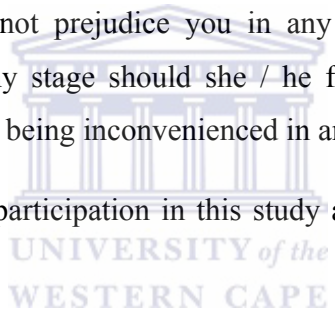 not prejudice you in any
y stage should she / he f
being inconvenienced in a
participation in this study a
UNIVERSITY of the
WESTERN CAPE